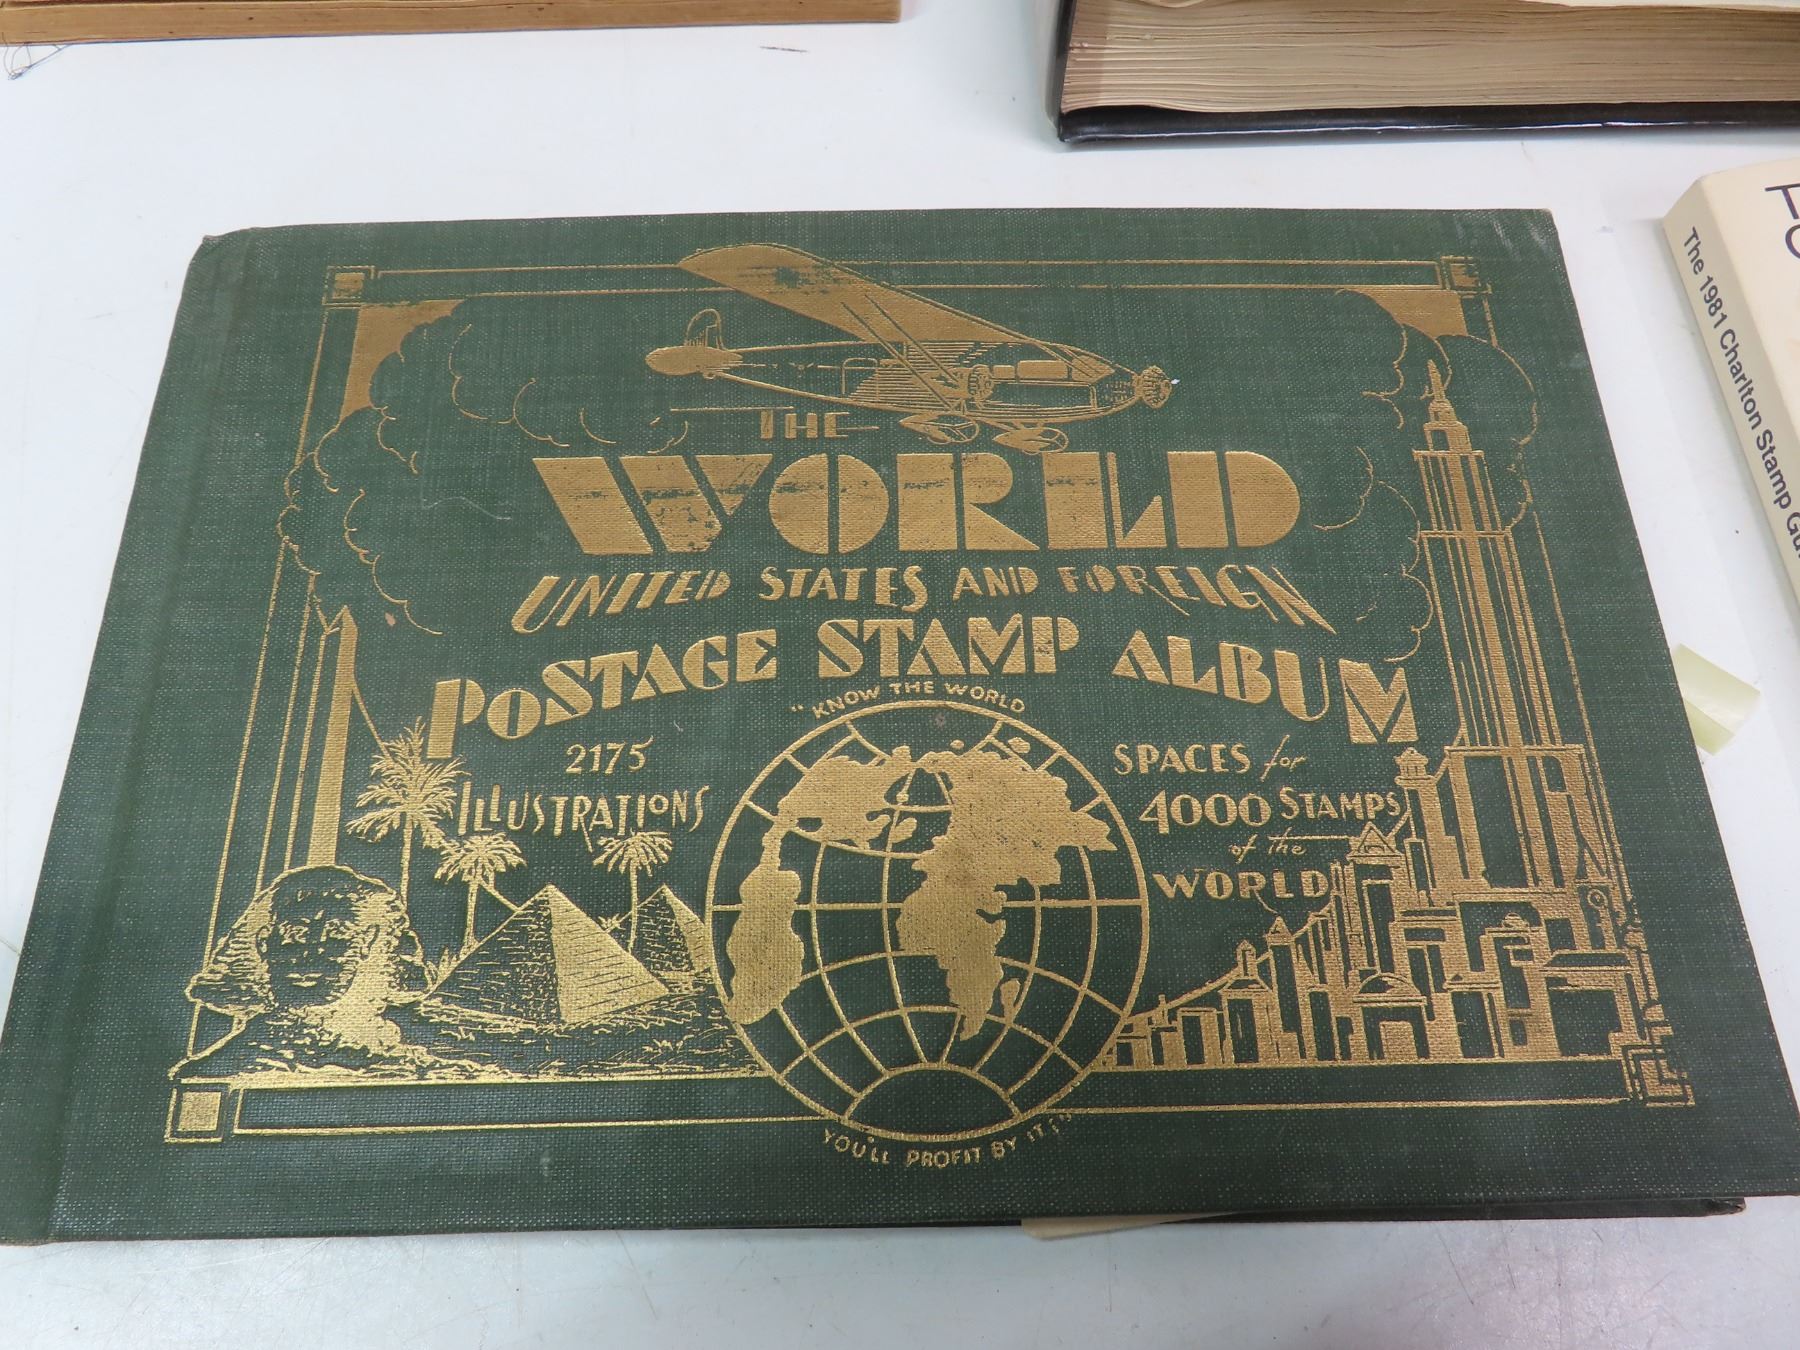 THE
WORLD
UNITED STATES AND FOREIGN
POSTAGE STAMP ALBUM
"KNOW THE WORLD
2175
ILLUSTRATIONS
SPACES for
4000 STAMPS
of the
WORLD
YOU'LL PROFIT BY IT!"
The 1981 Charlton Stamp